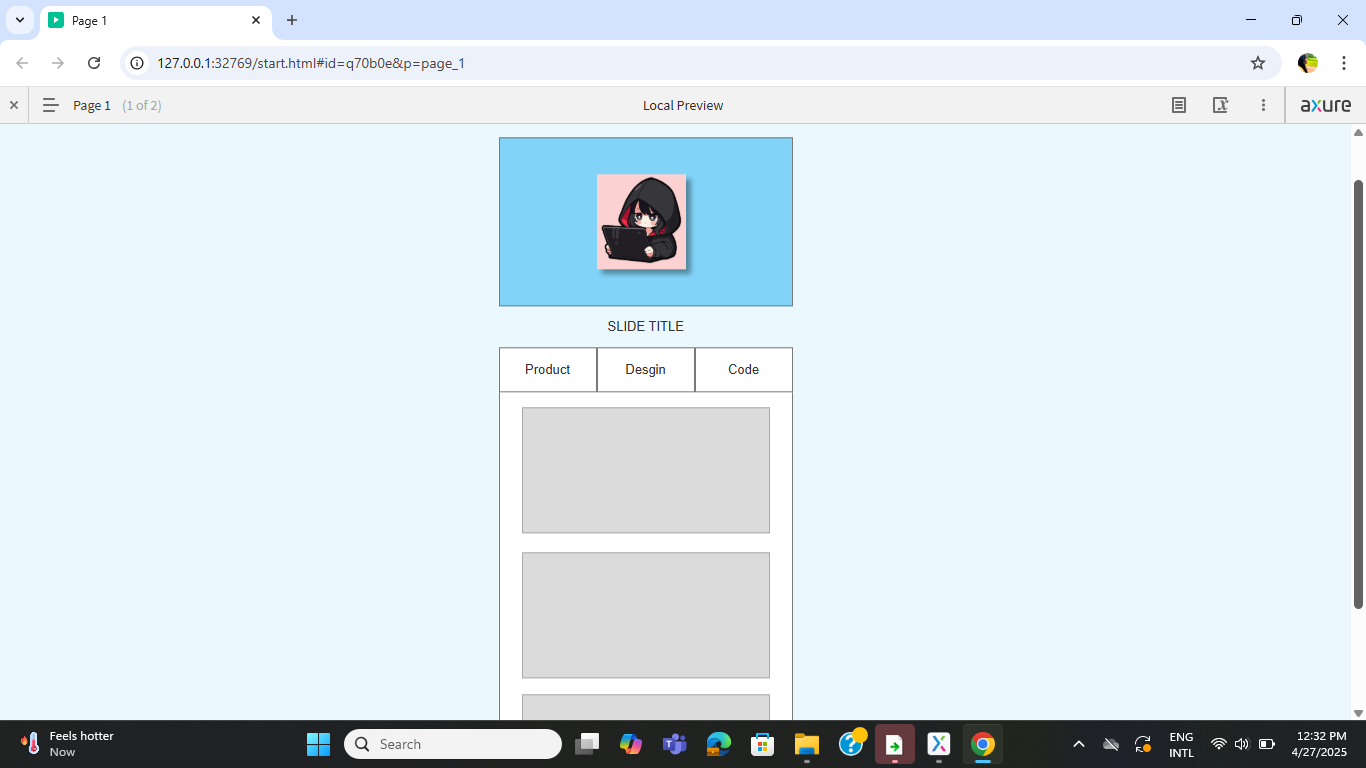 Page 1
127.0.0.1:32769/start.html#id=q70b0e&p=page_1
Page 1 (1 of 2) Local Preview axure
SLIDE TITLE
Product Desgin Code
Feels hotter
Now
Search
ENG
INTL
12:32 PM
4/27/2025